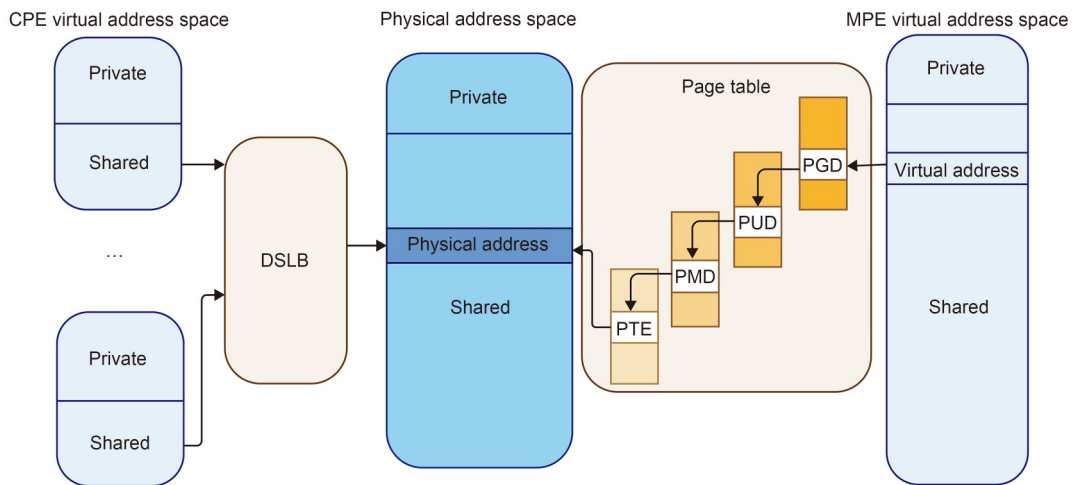 CPE virtual address space
Physical address space
MPE virtual address space
Private
Shared
...
Private
Shared
DSLB
Private
Physical address
Shared
Page table
PGD
PUD
PMD
PTE
Private
Virtual address
Shared